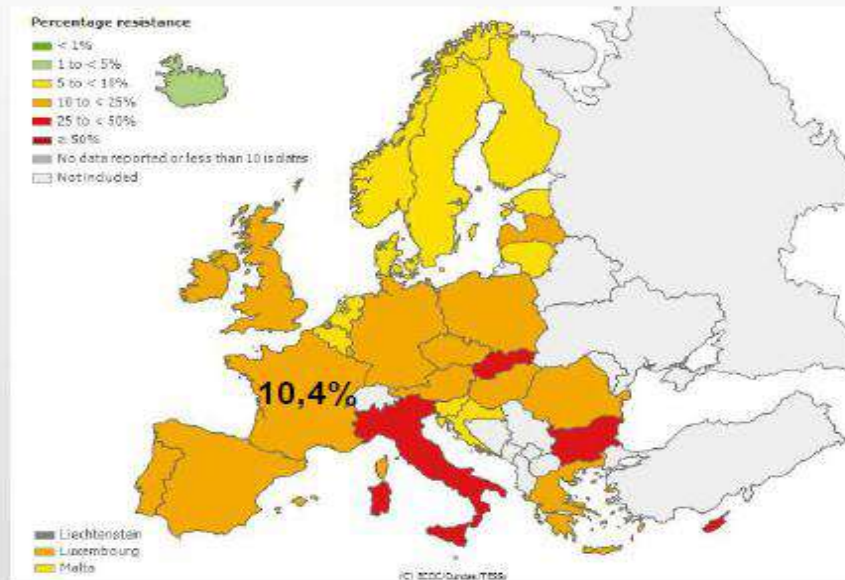 Percentage resistance
< 1%
1 to < 5%
5 to < 10%
10 to < 25%
25 to < 50%
≥ 50%
No data reported or less than 10 isolates
Not included
10,4%
Liechtenstein
Luxembourg
Malta
(C) ECDC/Dundas/TESSy